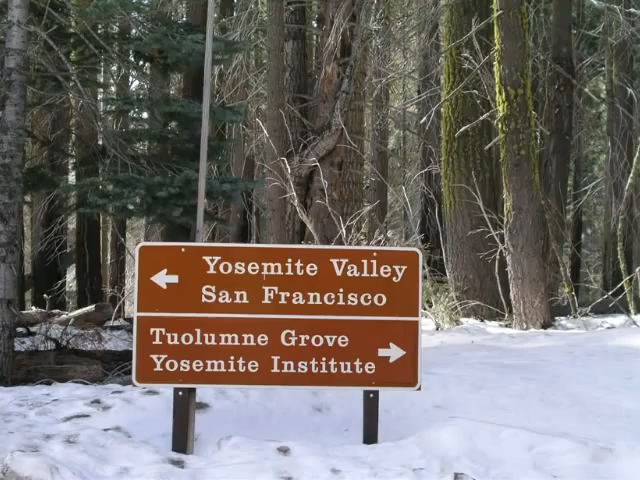 Yosemite Valley
San Francisco
Tuolumne Grove
Yosemite Institute